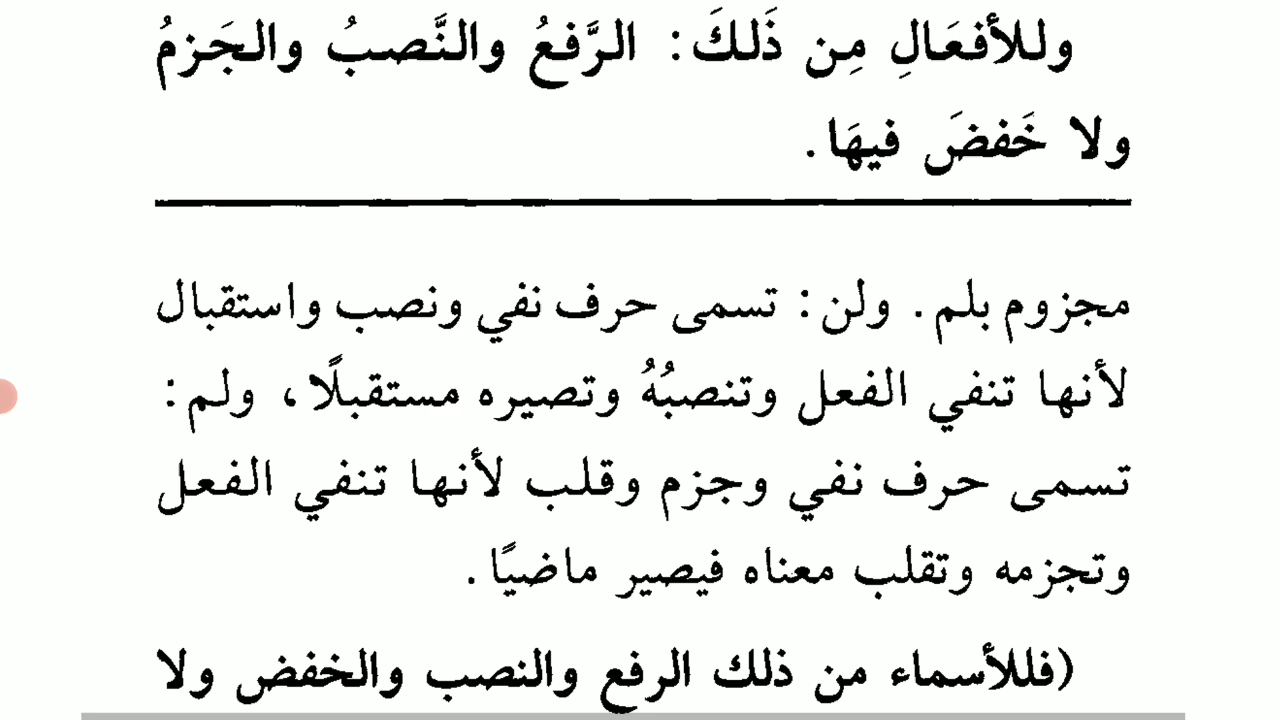 وللأفعَالِ مِن ذَلكَ: الرَّفعُ والنَّصبُ والجَزمُ
ولا خَفضَ فيهَا.
مجزوم بلم. ولن: تسمى حرف نفي ونصب واستقبال
لأنها تنفي الفعل وتنصبُهُ وتصيره مستقبلًا، ولم:
تسمى حرف نفي وجزم وقلب لأنها تنفي الفعل
وتجزمه وتقلب معناه فيصير ماضيًا.
(فللأسماء من ذلك الرفع والنصب والخفض ولا